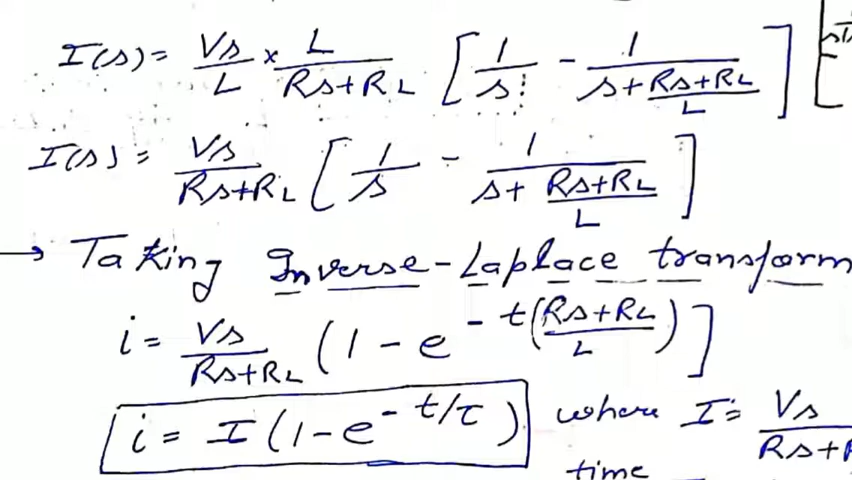 I(s) = Vs/L × L/(Rs+RL) [ 1/s - 1/(s + (Rs+RL)/L) ]
I(s) = Vs/(Rs+RL) [ 1/s - 1/(s + (Rs+RL)/L) ]
→ Taking Inverse-Laplace transform
i = Vs/(Rs+RL) (1 - e^(-t((Rs+RL)/L)) ]
i = I (1 - e^(-t/τ)) where I = Vs/(Rs+R
time